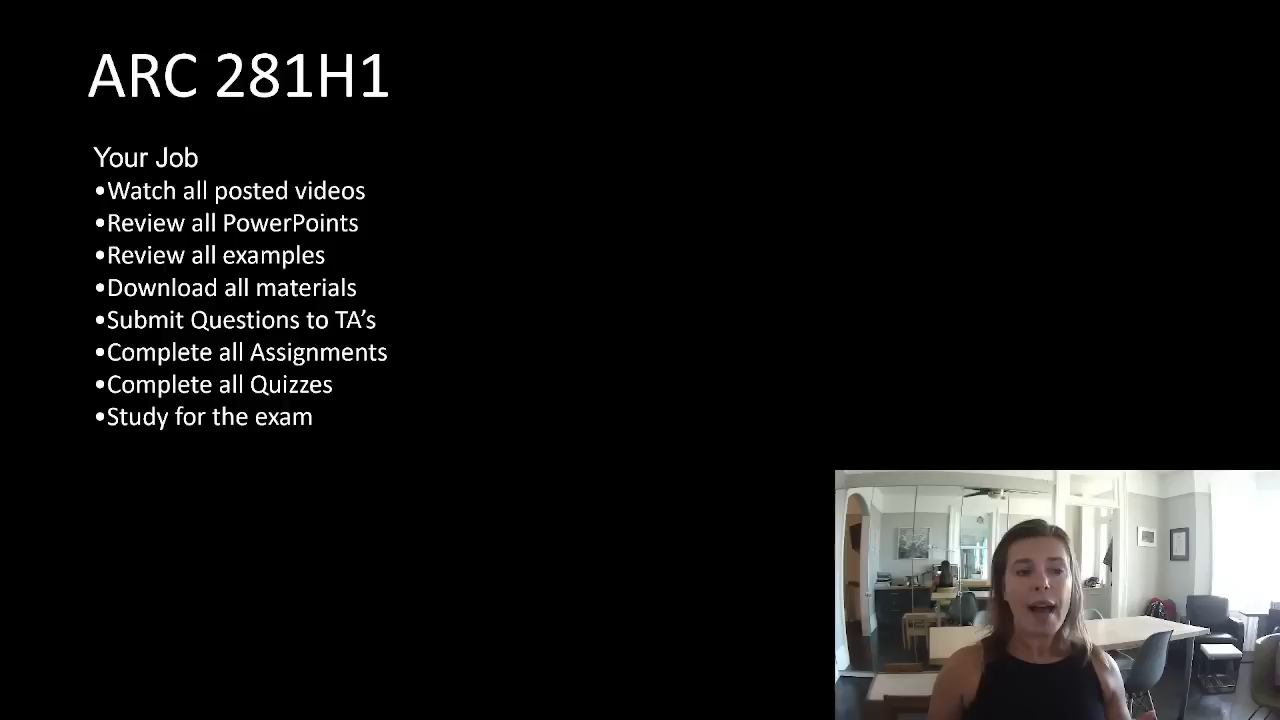 ARC 281H1
Your Job
•Watch all posted videos
•Review all PowerPoints
•Review all examples
•Download all materials
•Submit Questions to TA’s
•Complete all Assignments
•Complete all Quizzes
•Study for the exam